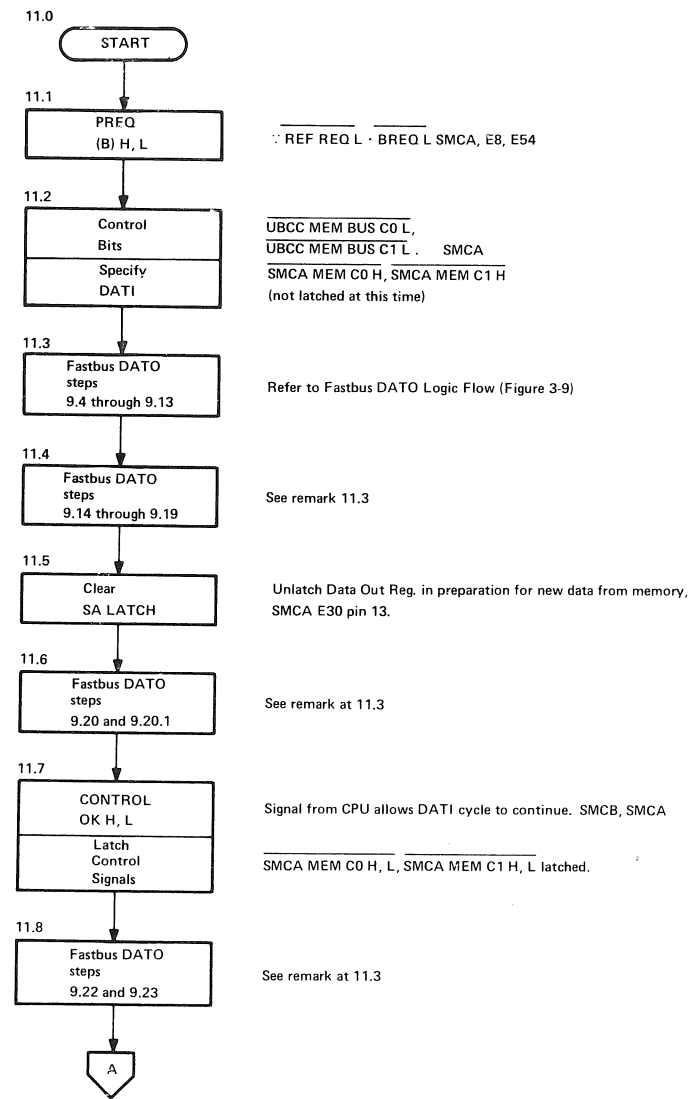 11.0
START
11.1
PREQ
(B) H, L
∵ REF REQ L · BREQ L SMCA, E8, E54
11.2
Control
Bits
Specify
DATI
UBCC MEM BUS C0 L,
UBCC MEM BUS C1 L . SMCA
SMCA MEM C0 H, SMCA MEM C1 H
(not latched at this time)
11.3
Fastbus DATO
steps
9.4 through 9.13
Refer to Fastbus DATO Logic Flow (Figure 3-9)
11.4
Fastbus DATO
steps
9.14 through 9.19
See remark 11.3
11.5
Clear
SA LATCH
Unlatch Data Out Reg. in preparation for new data from memory,
SMCA E30 pin 13.
11.6
Fastbus DATO
steps
9.20 and 9.20.1
See remark at 11.3
11.7
CONTROL
OK H, L
Latch
Control
Signals
Signal from CPU allows DATI cycle to continue. SMCB, SMCA
SMCA MEM C0 H, L, SMCA MEM C1 H, L latched.
11.8
Fastbus DATO
steps
9.22 and 9.23
See remark at 11.3
A